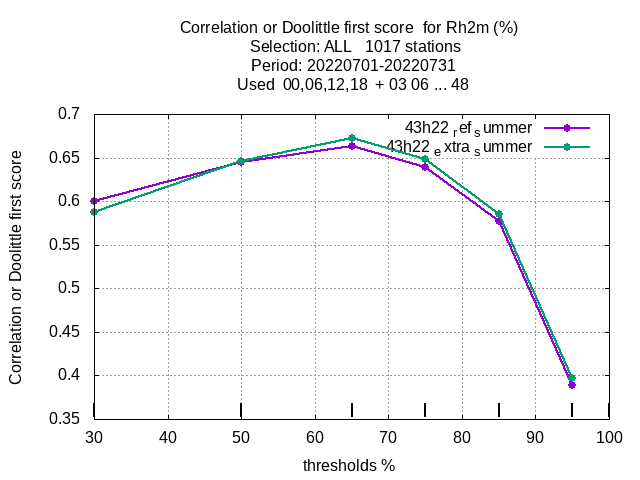 Correlation or Doolittle first score  for Rh2m (%)
Selection: ALL   1017 stations
Period: 20220701-20220731
Used  00,06,12,18  + 03 06 ... 48
43h22 ref summer
43h22 extra summer
Correlation or Doolittle first score
0.7
0.65
0.6
0.55
0.5
0.45
0.4
0.35
30 40 50 60 70 80 90 100
thresholds %